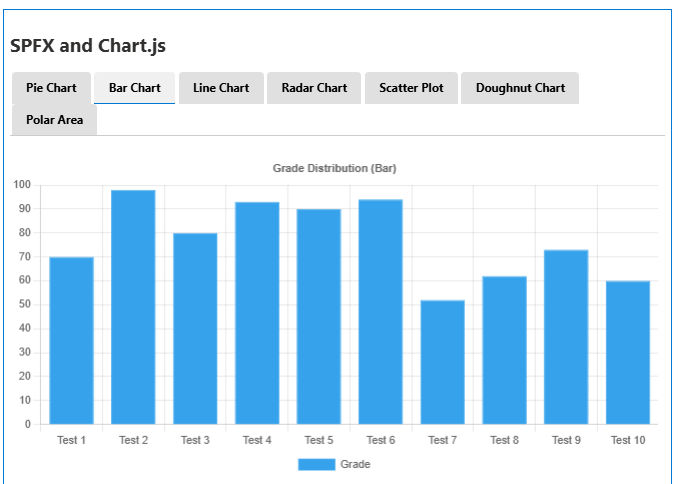 SPFX and Chart.js
Pie Chart Bar Chart Line Chart Radar Chart Scatter Plot Doughnut Chart
Polar Area
Grade Distribution (Bar)
100
90
80
70
60
50
40
30
20
10
0
Test 1 Test 2 Test 3 Test 4 Test 5 Test 6 Test 7 Test 8 Test 9 Test 10
Grade